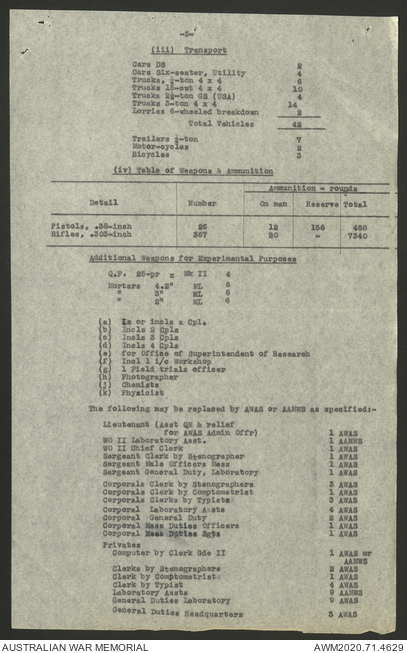 -5-
(iii) Transport
Cars DS 2
Cars Six-seater, Utility 4
Trucks, ½-ton 4 x 4 6
Trucks 15-cwt 4 x 4 10
Trucks 2½-ton GS (USA) 4
Trucks 3-ton 4 x 4 14
Lorries 6-wheeled breakdown 2
Total Vehicles 42
Trailers ½-ton 7
Motor-cycles 2
Bicycles 3
(iv) Table of Weapons & Ammunition
Ammunition - rounds
Detail Number On man Reserve Total
Pistols, .38-inch 26 12 156 468
Rifles, .303-inch 367 20 - 7340
Additional Weapons for Experimental Purposes
Q.F. 25-pr = Mk II 4
Mortars 4.2" ML 6
" 3" ML 6
" 2" ML 6
(a) Is or incls a Cpl.
(b) Incls 2 Cpls
(c) Incls 3 Cpls
(d) Incls 4 Cpls
(e) for Office of Superintendent of Research
(f) Incl 1 i/c Workshop
(g) 1 Field trials officer
(h) Photographer
(j) Chemists
(k) Physicist
The following may be replaced by AWAS or AAMWS as specified:-
Lieutenant (Asst QM & relief
for AWAS Admin Offr) 1 AWAS
WO II Laboratory Asst. 1 AAMWS
WO II Chief Clerk 1 AWAS
Sergeant Clerk by Stenographer 1 AWAS
Sergeant Male Officers Mess 1 AWAS
Sergeant General Duty, Laboratory 1 AWAS
Corporals Clerk by Stenographers 3 AWAS
Corporals Clerk by Comptometrist 1 AWAS
Corporals Clerk by Typists 3 AWAS
Corporal Laboratory Assts 4 AWAS
Corporal General Duty 2 AWAS
Corporal Mess Duties Officers 1 AWAS
Corporal Mess Duties Sgts 1 AWAS
Privates
Computer by Clerk Gde II 1 AWAS or
AAMWS
Clerks by Stenographers 2 AWAS
Clerk by Comptometrist 1 AWAS
Clerk by Typist 4 AWAS
Laboratory Assts 9 AAMWS
General Duties Laboratory 9 AWAS
General Duties Headquarters 3 AWAS
AUSTRALIAN WAR MEMORIAL AWM2020.71.4629